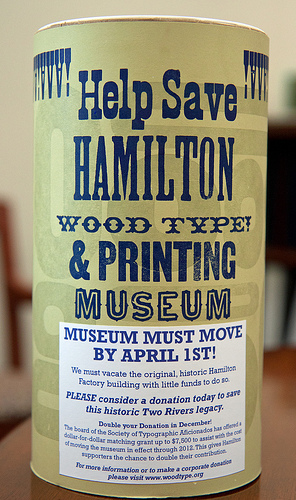 Help Save
HAMILTON
WOOD TYPE!
& PRINTING
MUSEUM
MUSEUM MUST MOVE
BY APRIL 1ST!
We must vacate the original, historic Hamilton
Factory building with little funds to do so.
PLEASE consider a donation today to save
this historic Two Rivers legacy.
Double your Donation in December!
The board of the Society of Typographic Aficionados has offered a
dollar-for-dollar matching grant up to $7,500 to assist with the cost
of moving the museum in effect through 2012. This gives Hamilton
supporters the chance to double their contribution.
For more information or to make a corporate donation
please visit www.woodtype.org